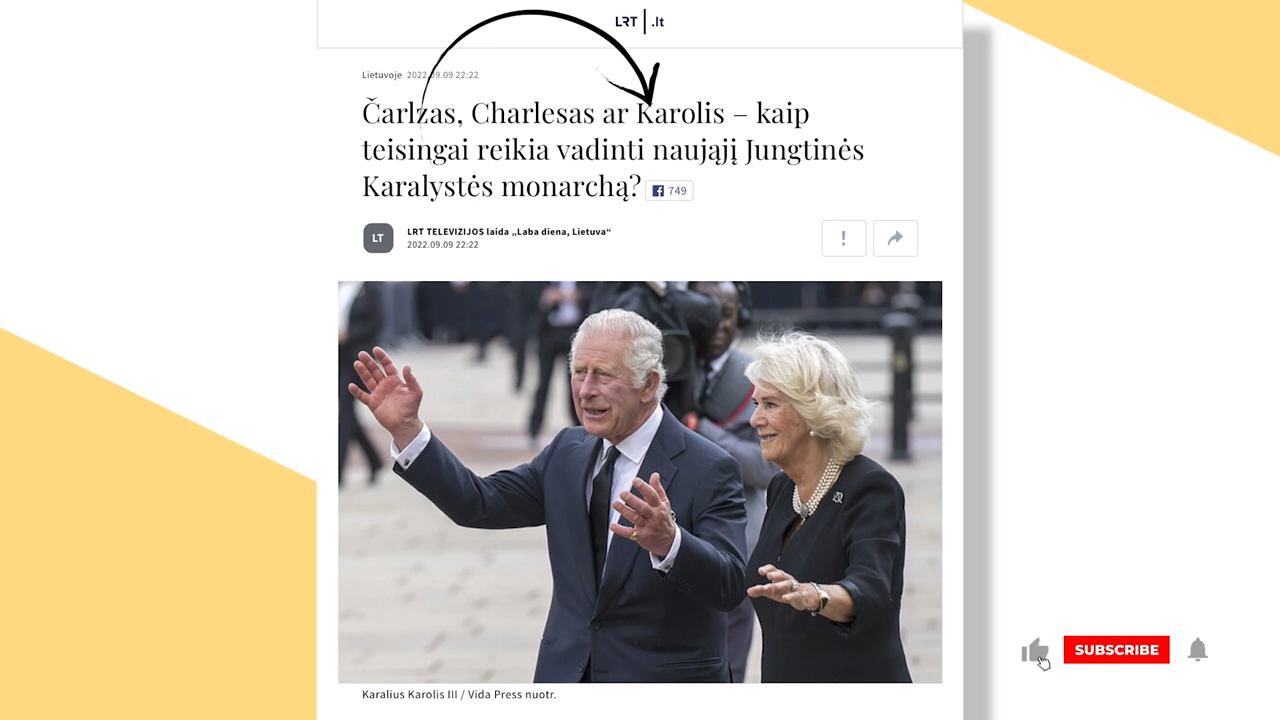 LRT | .lt
Lietuvoje 2022.09.09 22:22
Čarlzas, Charlesas ar Karolis – kaip
teisingai reikia vadinti naująjį Jungtinės
Karalystės monarchą? 749
LT
LRT TELEVIZIJOS laida „Laba diena, Lietuva“
2022.09.09 22:22
Karalius Karolis III / Vida Press nuotr.
SUBSCRIBE